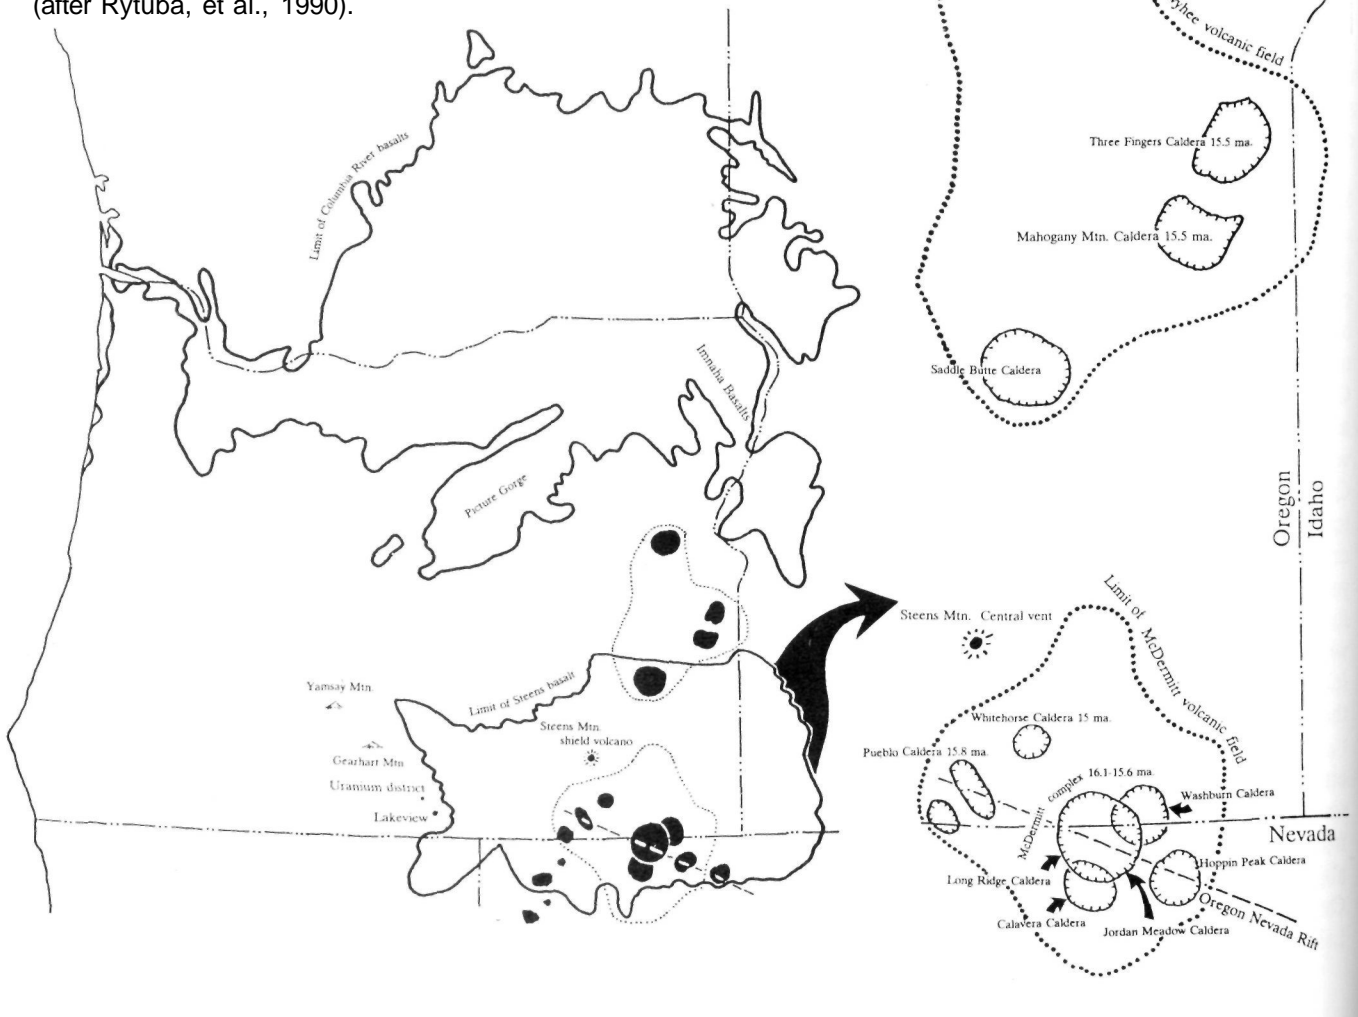 (after Rytuba, et al., 1990).
Limit of Columbia River basalts
Imnaha Basalts
Picture Gorge
Limit of Steens basalt
Yamsay Mtn.
Steens Mtn.
shield volcano
Gearhart Mtn
Uranium district
Lakeview
yhee volcanic field
Three Fingers Caldera 15.5 ma.
Mahogany Mtn. Caldera 15.5 ma.
Saddle Butte Caldera
Oregon
Idaho
Steens Mtn. Central vent
Limit of McDermitt volcanic field
Whitehorse Caldera 15 ma.
Pueblo Caldera 15.8 ma.
McDermitt complex 16.1-15.6 ma.
Washburn Caldera
Nevada
Hoppin Peak Caldera
Long Ridge Caldera
Calavera Caldera
Jordan Meadow Caldera
Oregon Nevada Rift